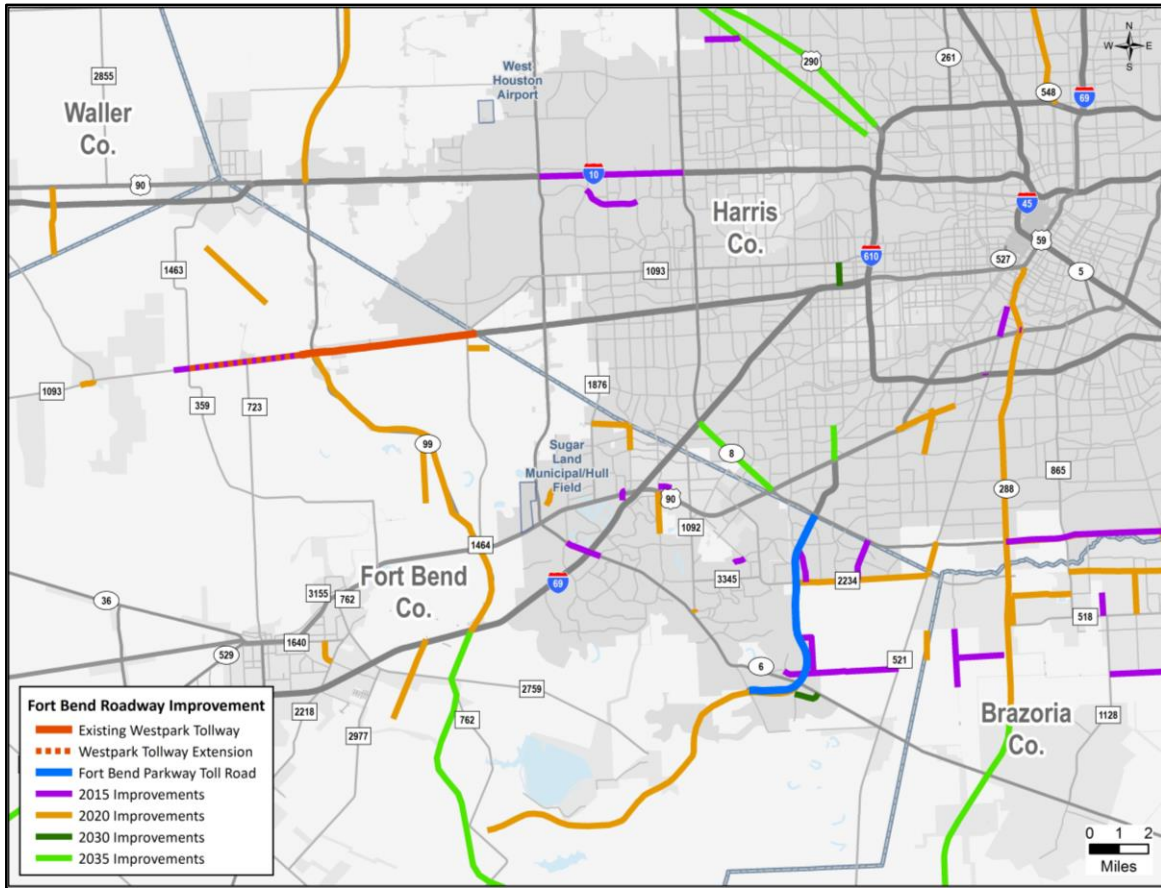 N
W E
S
290
261
548
69
2855
West
Houston
Airport
Waller
Co.
90
10
Harris
Co.
45
59
527
5
610
1463
1093
1093
359
723
1876
99
Sugar
Land
Municipal/Hull
Field
8
90
1092
865
288
1464
Fort Bend
Co.
69
3345
2234
36
3155
762
1640
529
518
6
521
2759
2218
762
2977
Brazoria
Co.
1128
Fort Bend Roadway Improvement
Existing Westpark Tollway
Westpark Tollway Extension
Fort Bend Parkway Toll Road
2015 Improvements
2020 Improvements
2030 Improvements
2035 Improvements
0 1 2
Miles